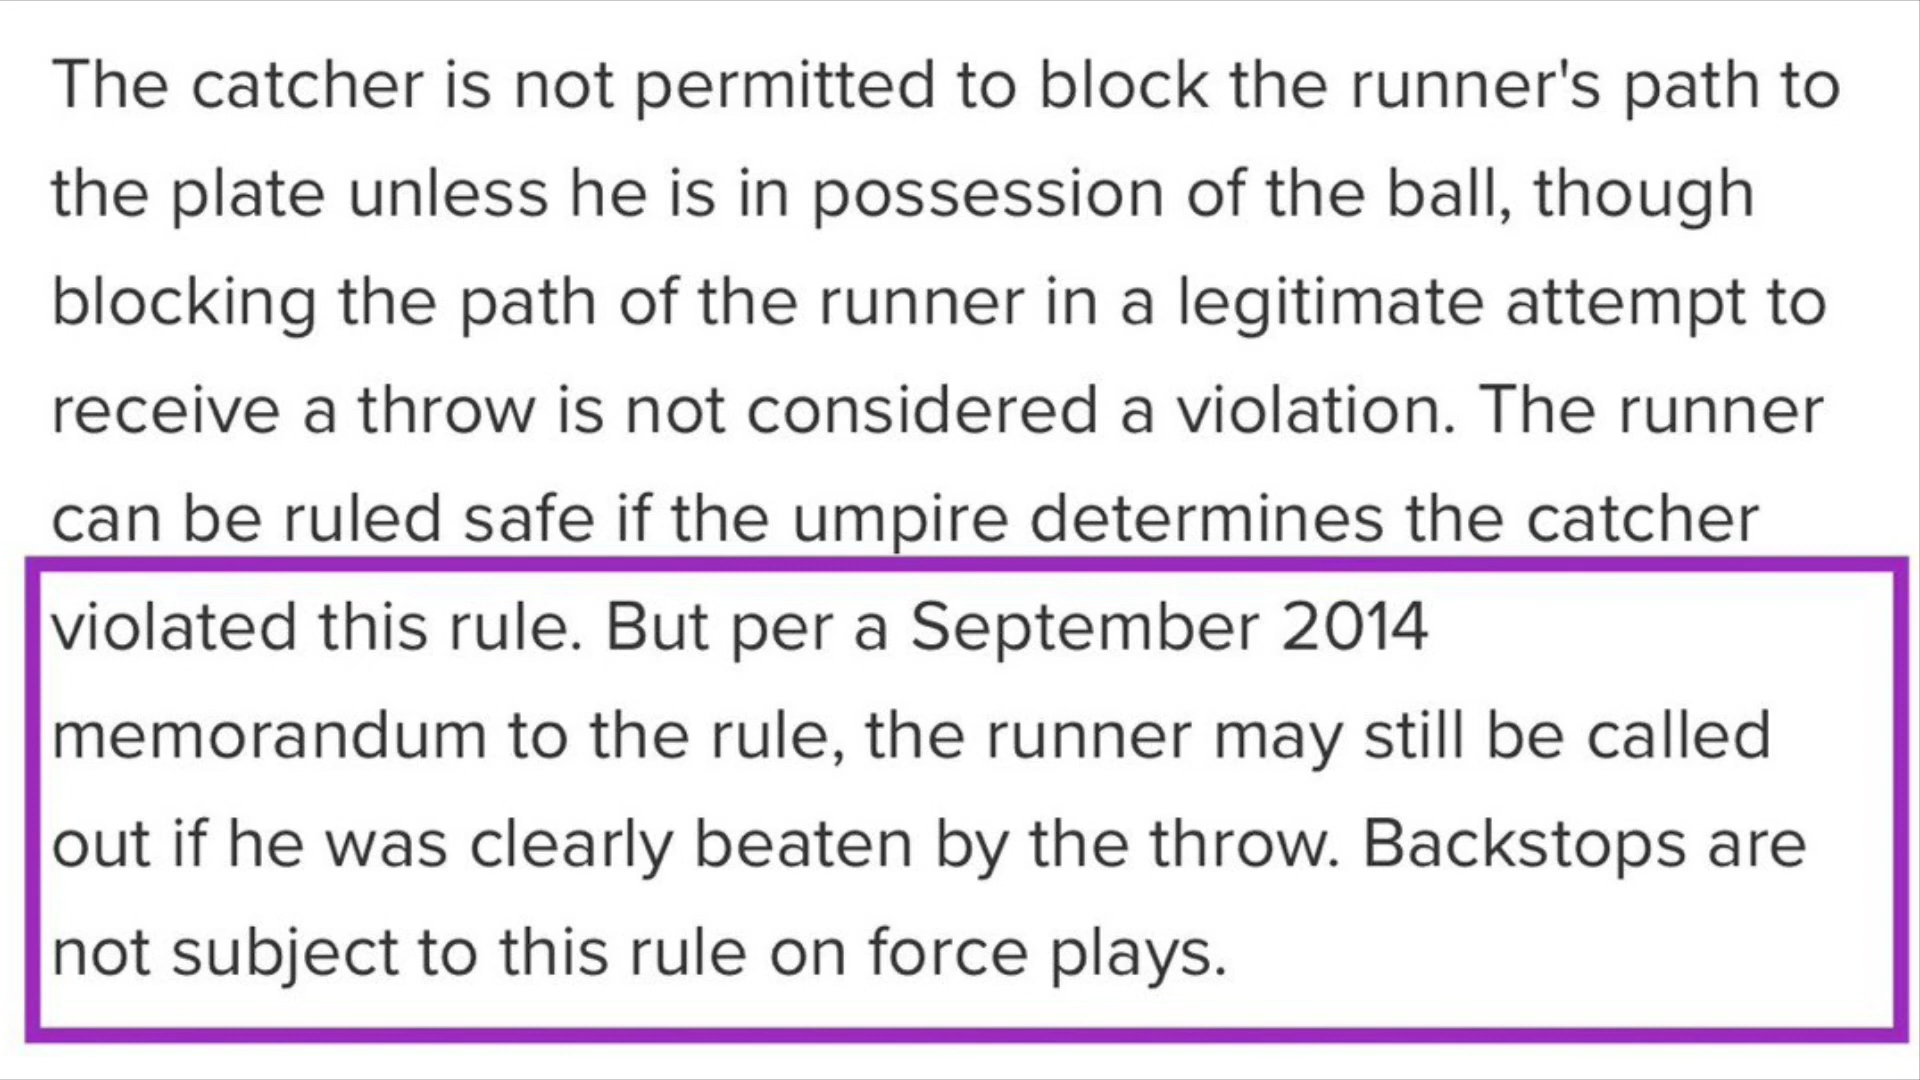 The catcher is not permitted to block the runner's path to
the plate unless he is in possession of the ball, though
blocking the path of the runner in a legitimate attempt to
receive a throw is not considered a violation. The runner
can be ruled safe if the umpire determines the catcher
violated this rule. But per a September 2014
memorandum to the rule, the runner may still be called
out if he was clearly beaten by the throw. Backstops are
not subject to this rule on force plays.